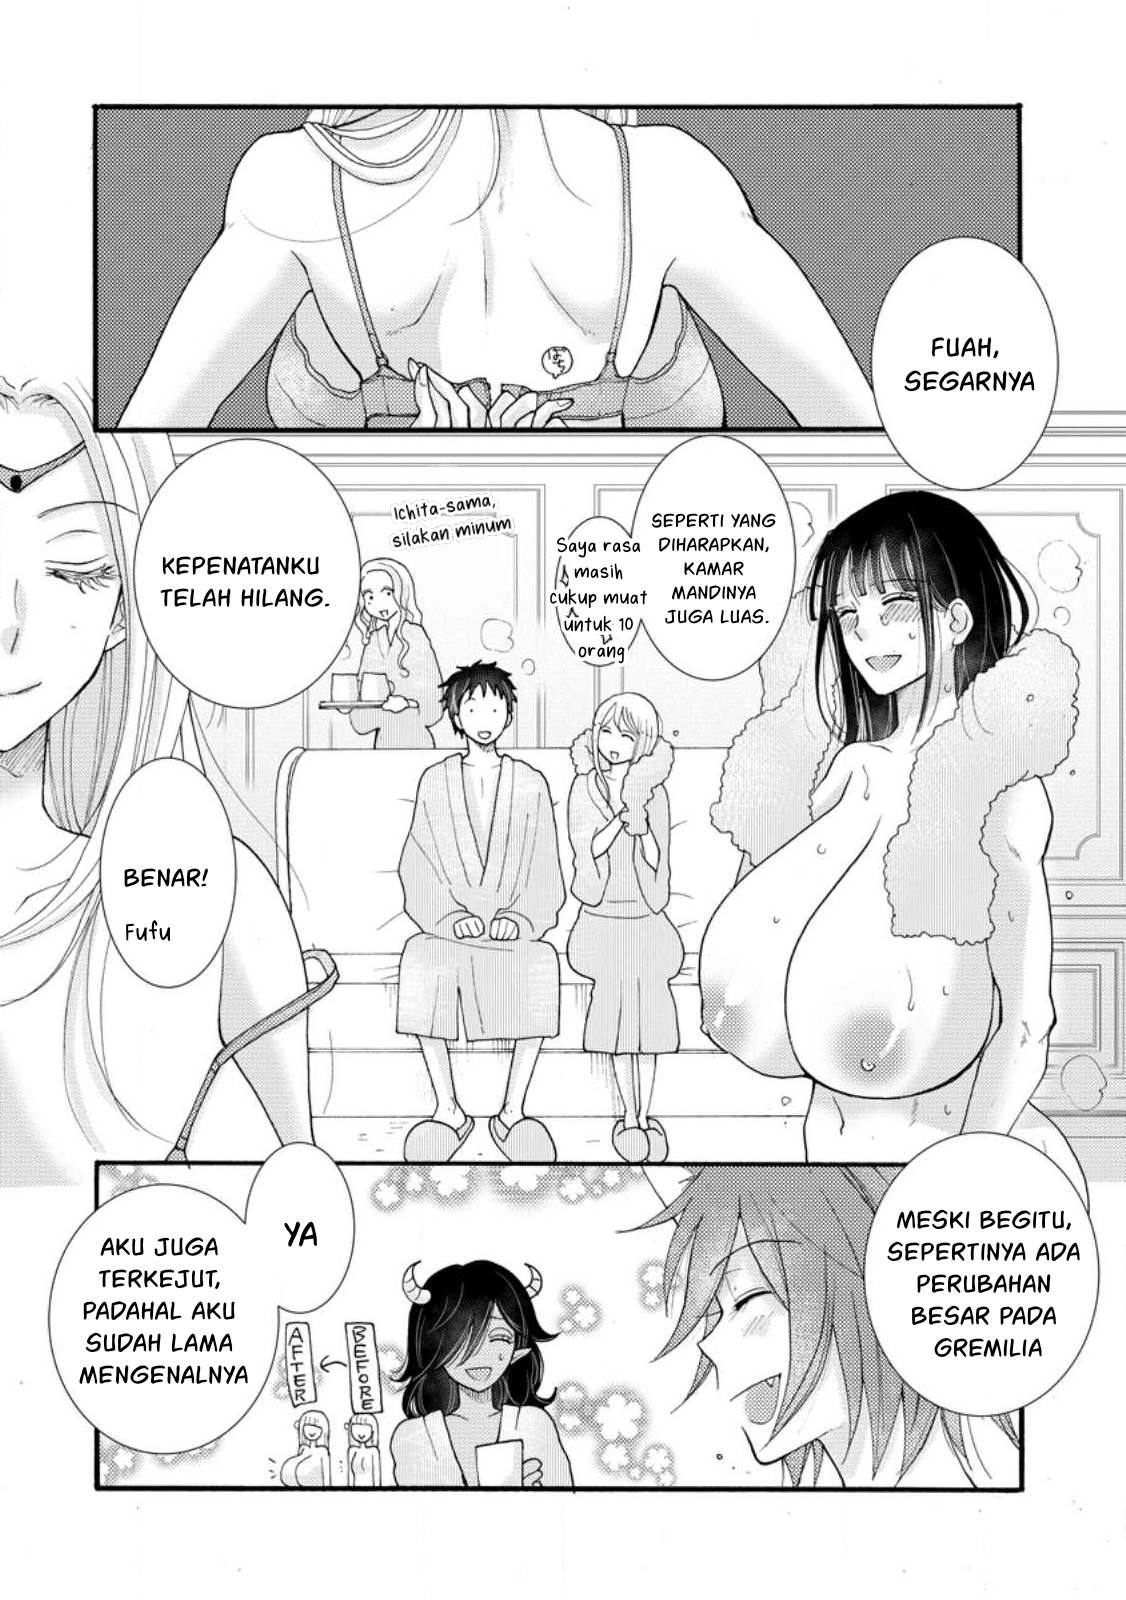 FUAH,
SEGARNYA
ぱち
SEPERTI YANG
DIHARAPKAN,
KAMAR
MANDINYA
JUGA LUAS.
Saya rasa
masih
cukup muat
untuk 10
orang
Ichita-sama,
silakan minum
KEPENATANKU
TELAH HILANG.
BENAR!
Fufu
MESKI BEGITU,
SEPERTINYA ADA
PERUBAHAN
BESAR PADA
GREMILIA
YA
AKU JUGA
TERKEJUT,
PADAHAL AKU
SUDAH LAMA
MENGENALNYA
BEFORE
AFTER